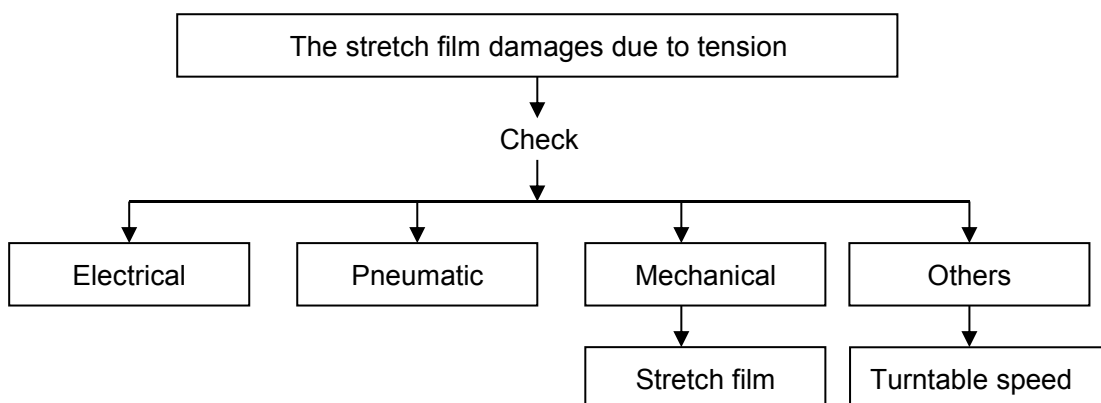 The stretch film damages due to tension
Check
Electrical
Pneumatic
Mechanical
Others
Stretch film
Turntable speed